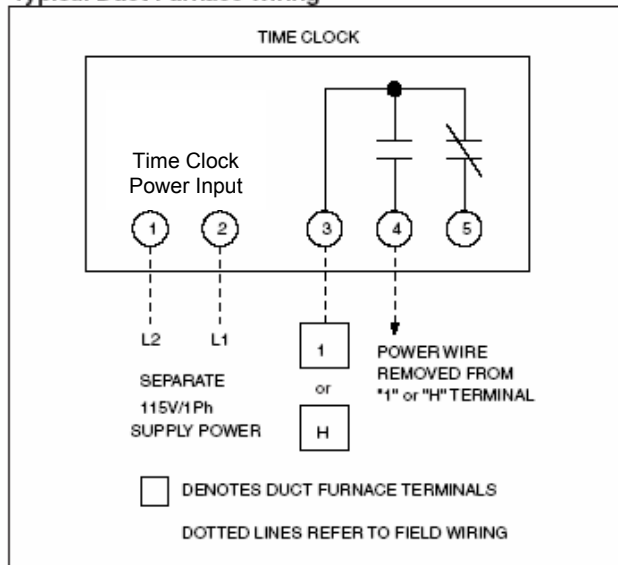 Typical Duct Furnace Wiring
TIME CLOCK
Time Clock
Power Input
1
2
3
4
5
L2
L1
SEPARATE
115V/1Ph
SUPPLY POWER
1
or
H
POWER WIRE
REMOVED FROM
"1" or "H" TERMINAL
DENOTES DUCT FURNACE TERMINALS
DOTTED LINES REFER TO FIELD WIRING